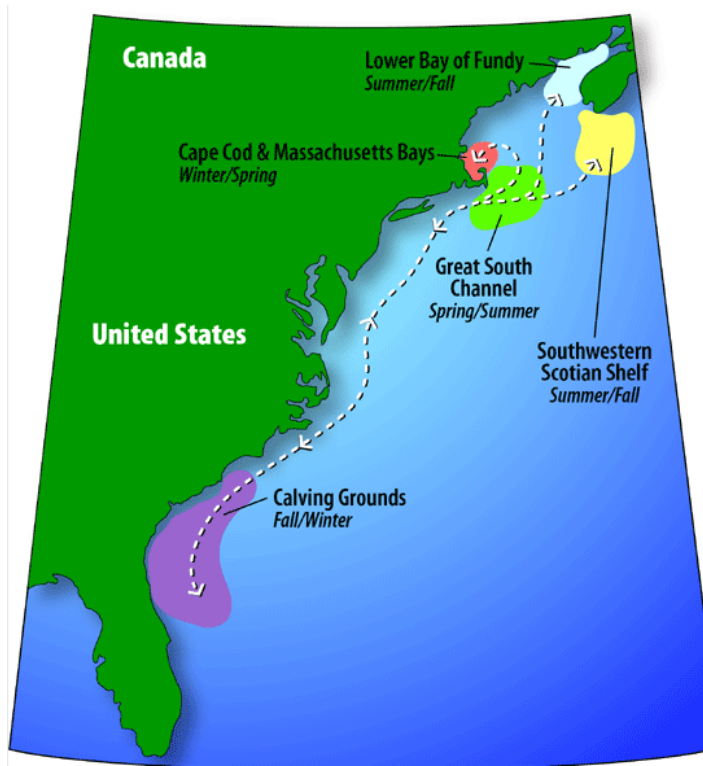 Canada
Lower Bay of Fundy
Summer/Fall
Cape Cod & Massachusetts Bays
Winter/Spring
Great South
Channel
Spring/Summer
United States
Southwestern
Scotian Shelf
Summer/Fall
Calving Grounds
Fall/Winter